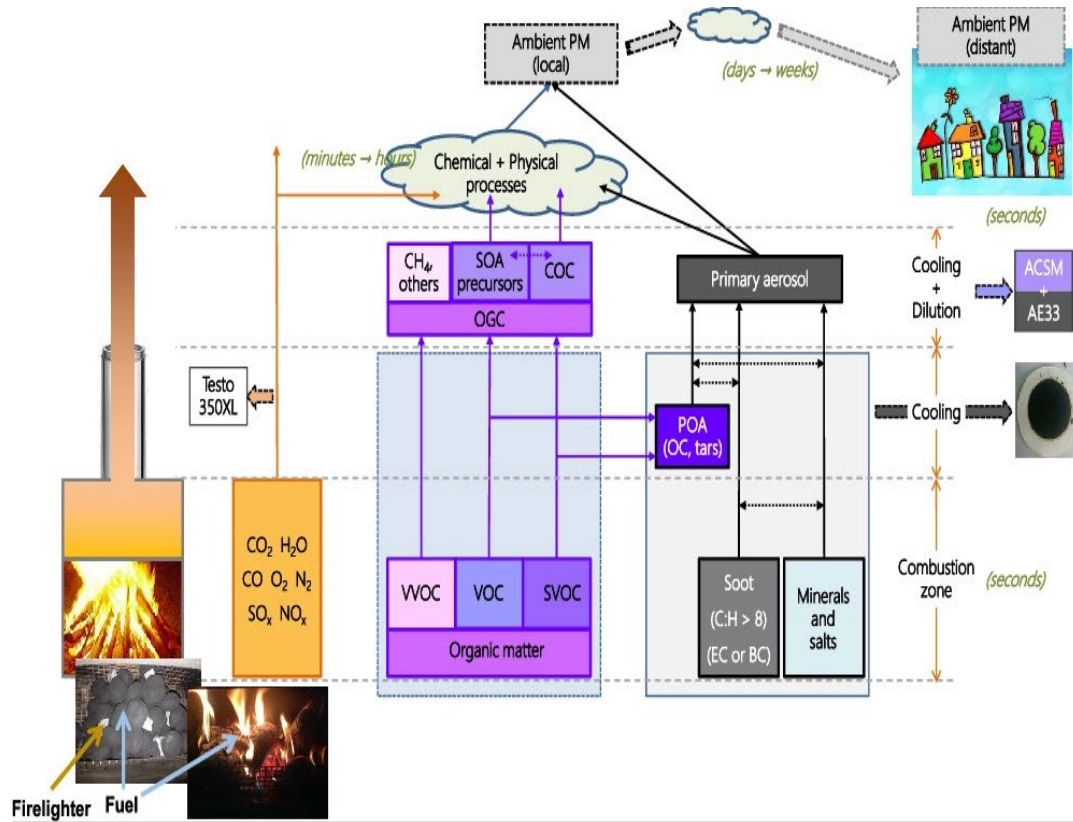 Ambient PM
(local)
(days → weeks)
Ambient PM
(distant)
(minutes → hours)
Chemical + Physical
processes
(seconds)
CH₄,
others
SOA
precursors
COC
OGC
Primary aerosol
Cooling
+
Dilution
ACSM
+
AE33
Testo
350XL
POA
(OC, tars)
Cooling
CO₂ H₂O
CO O₂ N₂
SOₓ NOₓ
VVOC
VOC
SVOC
Organic matter
Soot
(C:H > 8)
(EC or BC)
Minerals
and
salts
Combustion
zone
(seconds)
Firelighter
Fuel